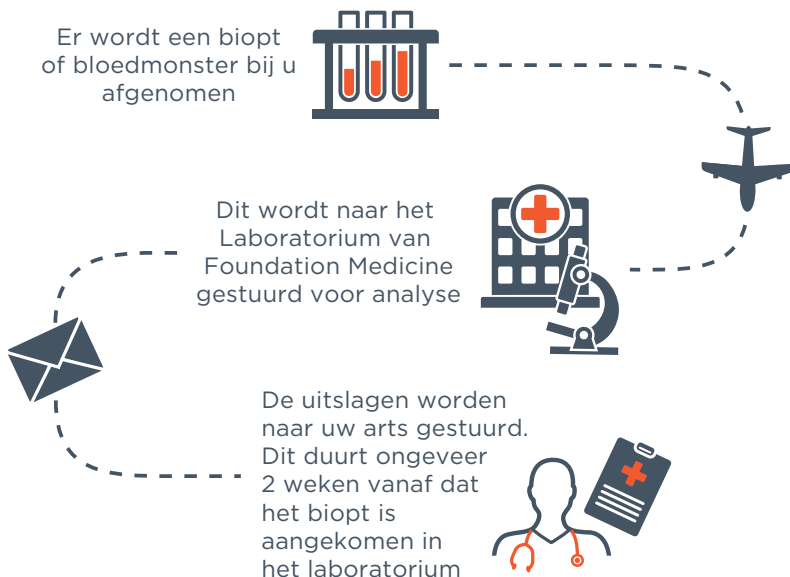 Er wordt een biopt
of bloedmonster bij u
afgenomen
Dit wordt naar het
Laboratorium van
Foundation Medicine
gestuurd voor analyse
De uitslagen worden
naar uw arts gestuurd.
Dit duurt ongeveer
2 weken vanaf dat
het biopt is
aangekomen in
het laboratorium